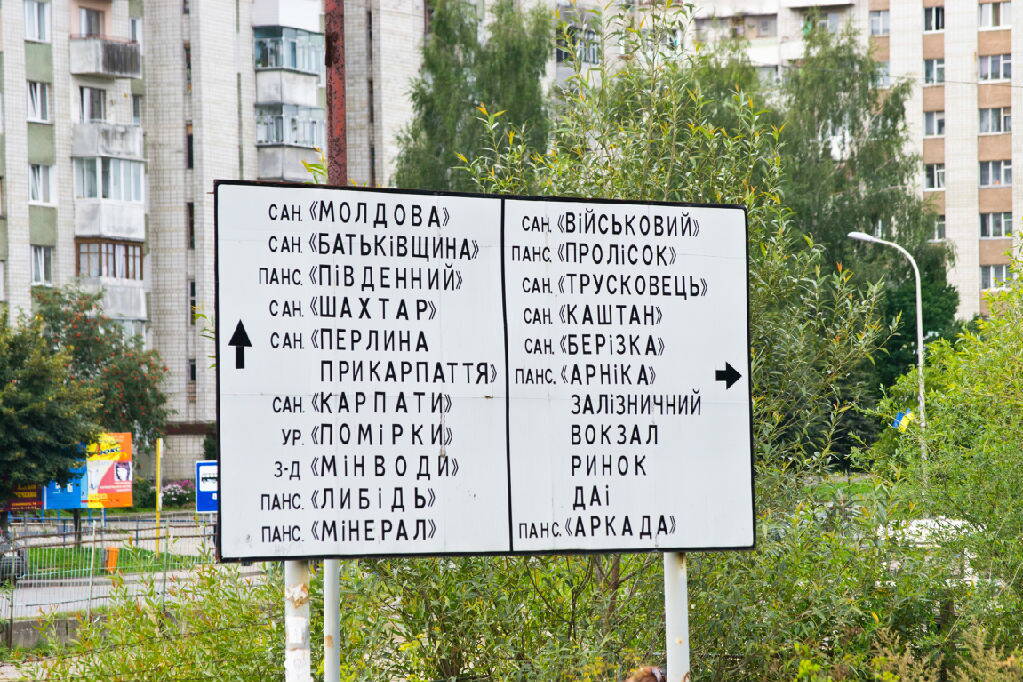 САН. «МОЛДОВА»
САН. «БАТЬКІВЩИНА»
ПАНС. «ПІВДЕННИЙ»
САН. «ШАХТАР»
САН. «ПЕРЛИНА
ПРИКАРПАТТЯ»
САН. «КАРПАТИ»
УР. «ПОМІРКИ»
З-Д «МІНВОДИ»
ПАНС. «ЛИБІДЬ»
ПАНС. «МІНЕРАЛ»
САН. «ВІЙСЬКОВИЙ»
ПАНС. «ПРОЛІСОК»
САН. «ТРУСКОВЕЦЬ»
САН. «КАШТАН»
САН. «БЕРІЗКА»
ПАНС. «АРНІКА»
ЗАЛІЗНИЧНИЙ
ВОКЗАЛ
РИНОК
ДАІ
ПАНС. «АРКАДА»